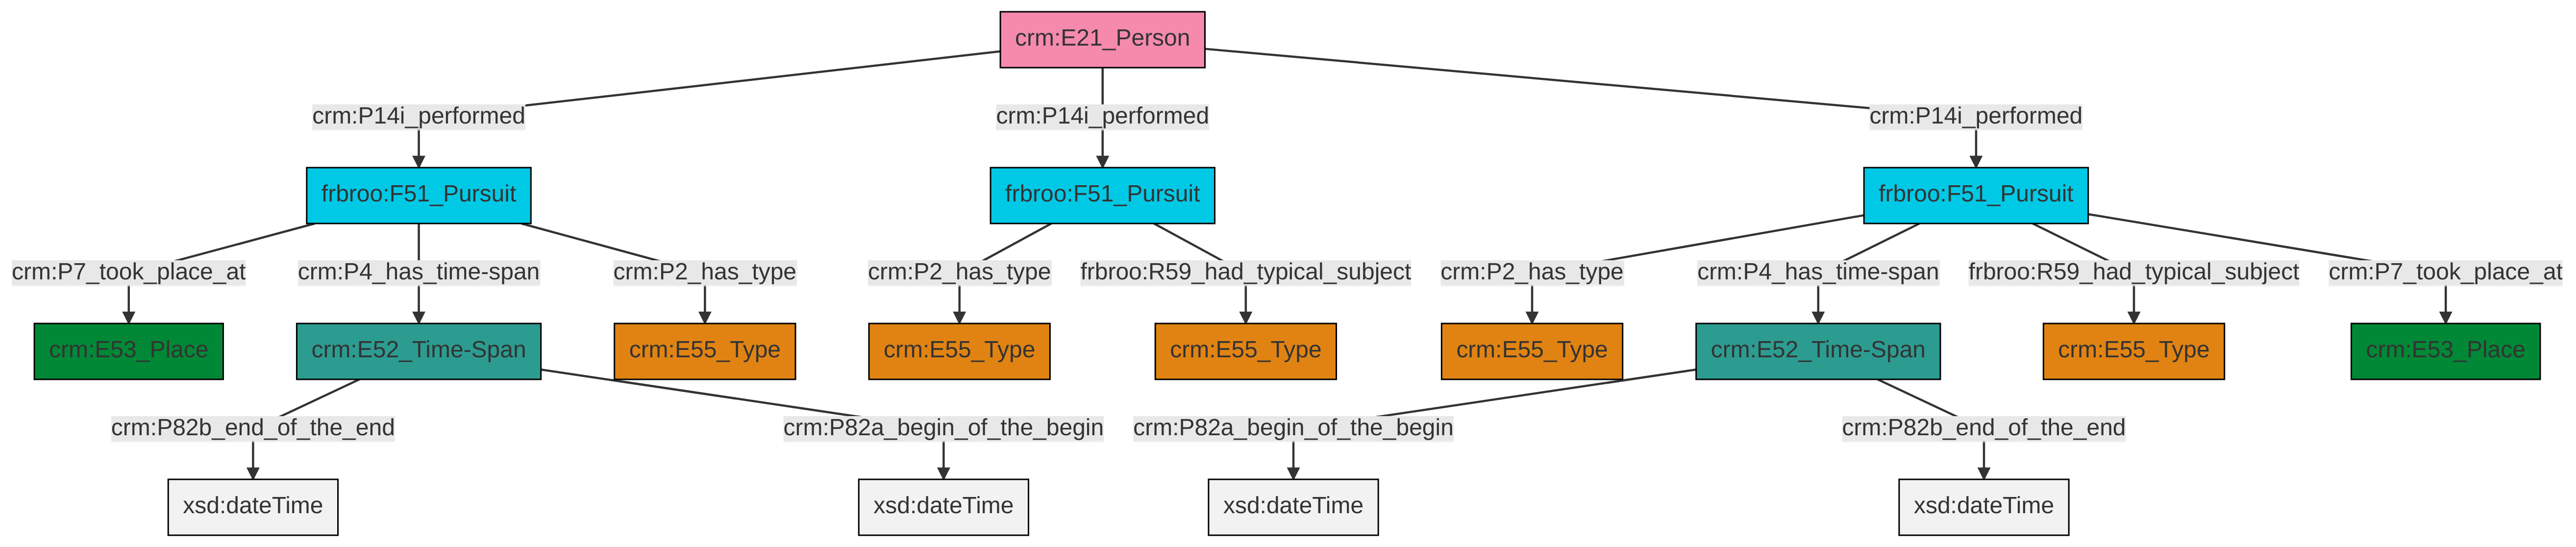 crm:E21_Person
crm:P14i_performed
crm:P14i_performed
crm:P14i_performed
frbroo:F51_Pursuit
frbroo:F51_Pursuit
frbroo:F51_Pursuit
crm:P7_took_place_at
crm:P4_has_time-span
crm:P2_has_type
crm:P2_has_type
frbroo:R59_had_typical_subject
crm:P2_has_type
crm:P4_has_time-span
frbroo:R59_had_typical_subject
crm:P7_took_place_at
crm:E53_Place
crm:E52_Time-Span
crm:E55_Type
crm:E55_Type
crm:E55_Type
crm:E55_Type
crm:E52_Time-Span
crm:E55_Type
crm:E53_Place
crm:P82b_end_of_the_end
crm:P82a_begin_of_the_begin
crm:P82a_begin_of_the_begin
crm:P82b_end_of_the_end
xsd:dateTime
xsd:dateTime
xsd:dateTime
xsd:dateTime